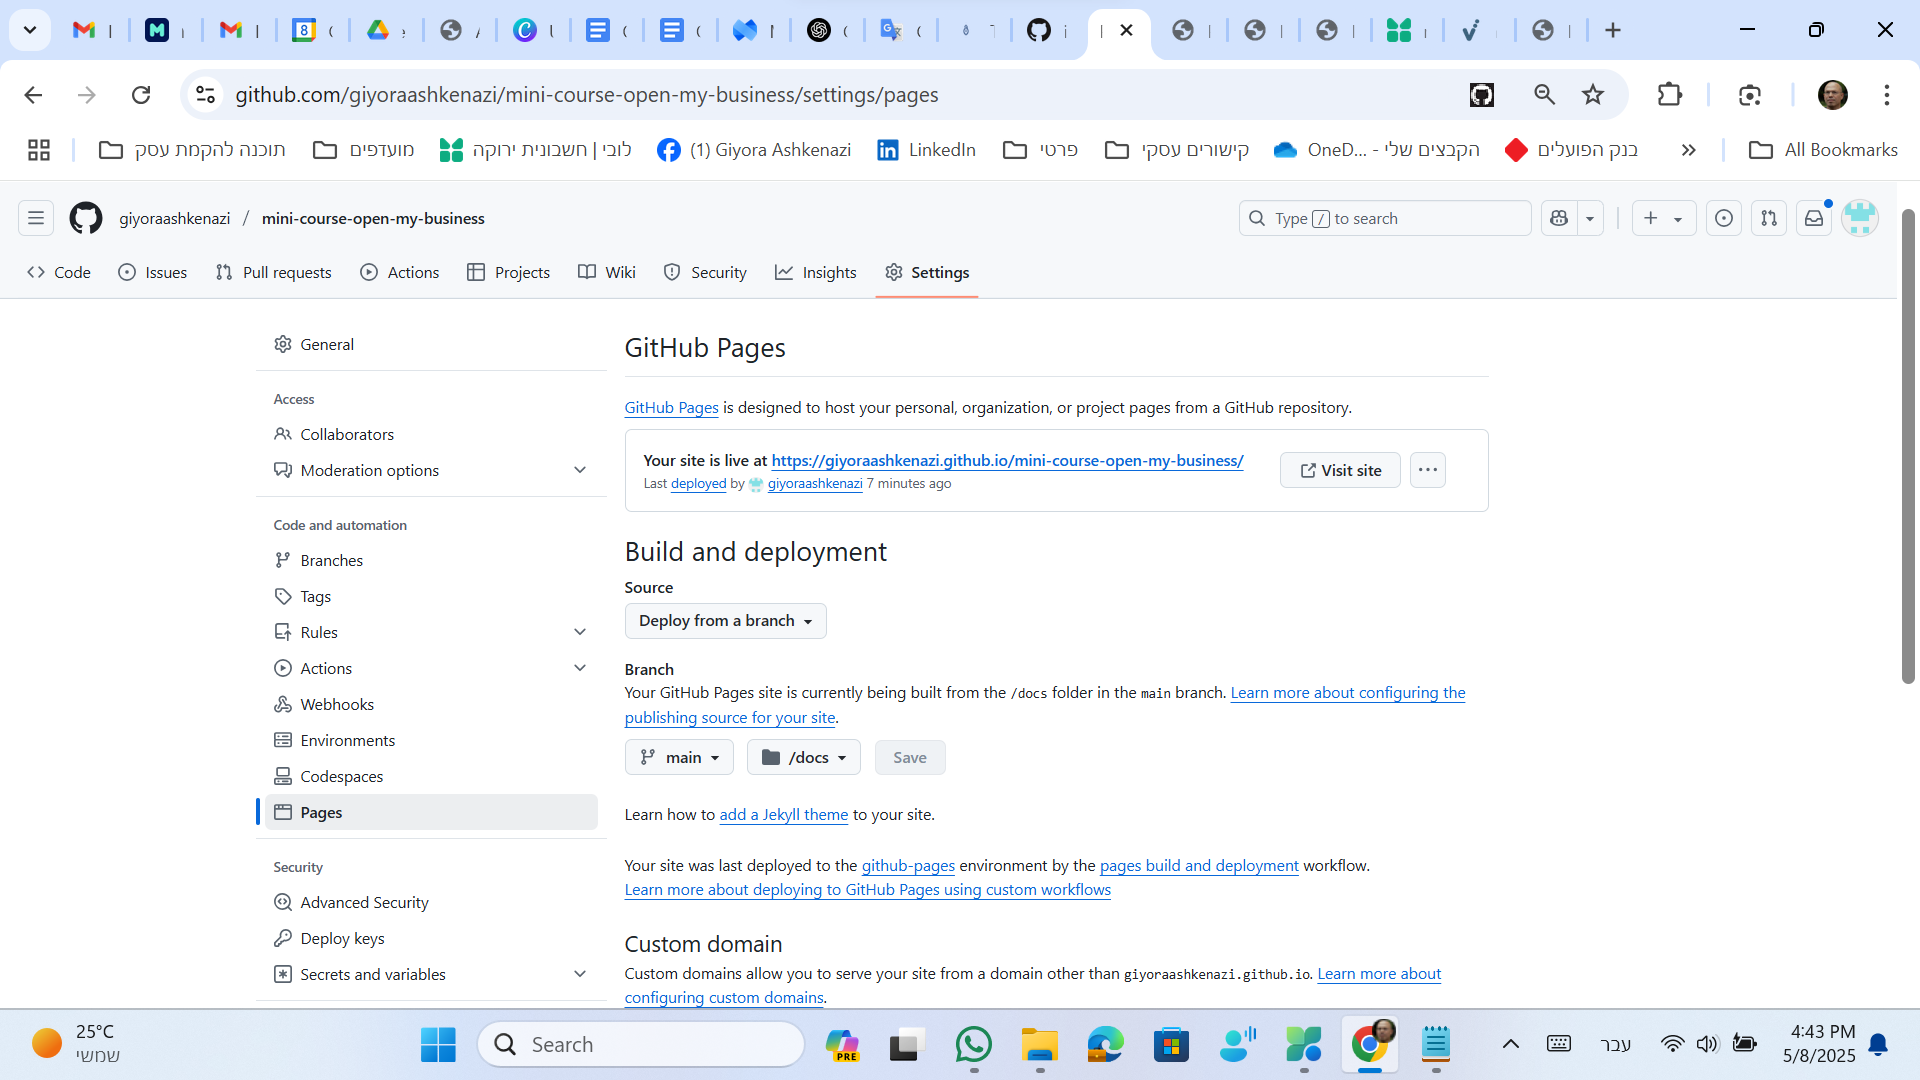 github.com/giyoraashkenazi/mini-course-open-my-business/settings/pages
תוכנה להקמת עסק
מועדפים
לובי | חשבונית ירוקה
(1) Giyora Ashkenazi
LinkedIn
פרטי
קישורים עסקי
הקבצים שלי - OneD...
בנק הפועלים
All Bookmarks
giyoraashkenazi / mini-course-open-my-business
Type / to search
Code
Issues
Pull requests
Actions
Projects
Wiki
Security
Insights
Settings
General
Access
Collaborators
Moderation options
Code and automation
Branches
Tags
Rules
Actions
Webhooks
Environments
Codespaces
Pages
Security
Advanced Security
Deploy keys
Secrets and variables
GitHub Pages
GitHub Pages is designed to host your personal, organization, or project pages from a GitHub repository.
Your site is live at https://giyoraashkenazi.github.io/mini-course-open-my-business/
Last deployed by giyoraashkenazi 7 minutes ago
Visit site
Build and deployment
Source
Deploy from a branch
Branch
Your GitHub Pages site is currently being built from the /docs folder in the main branch. Learn more about configuring the
publishing source for your site.
main
/docs
Save
Learn how to add a Jekyll theme to your site.
Your site was last deployed to the github-pages environment by the pages build and deployment workflow.
Learn more about deploying to GitHub Pages using custom workflows
Custom domain
Custom domains allow you to serve your site from a domain other than giyoraashkenazi.github.io. Learn more about
configuring custom domains.
25°C
שמשי
Search
PRE
עבר
4:43 PM
5/8/2025